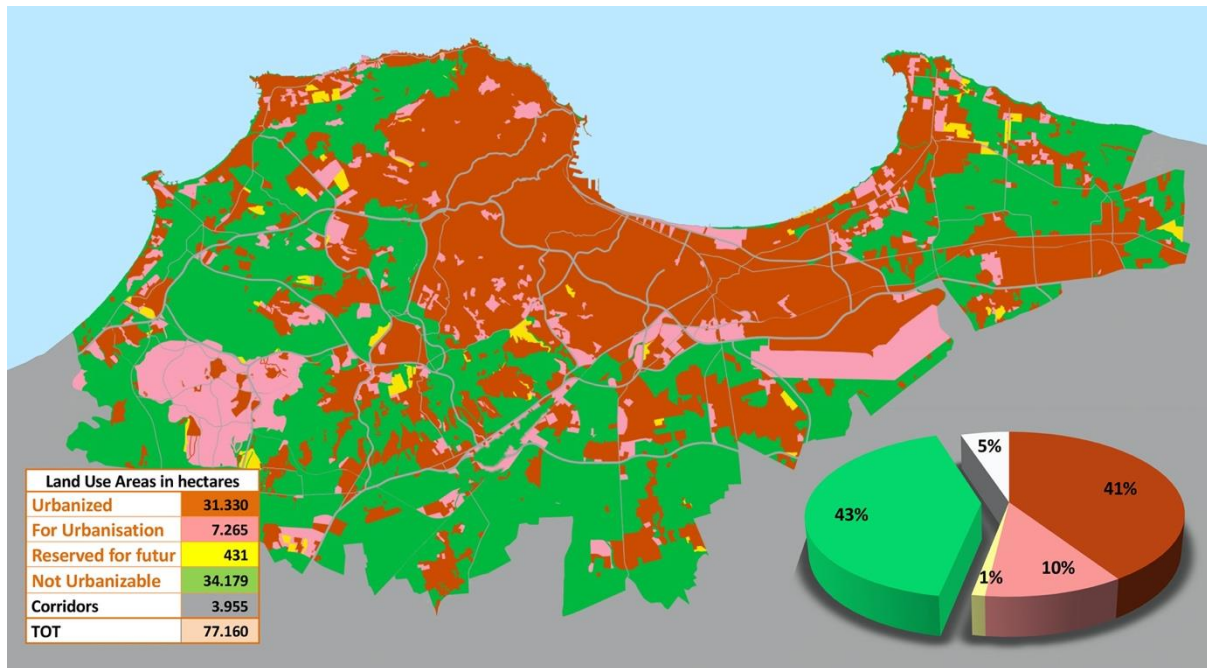 Land Use Areas in hectares
Urbanized 31.330
For Urbanisation 7.265
Reserved for futur 431
Not Urbanizable 34.179
Corridors 3.955
TOT 77.160
5%
41%
43%
1%
10%